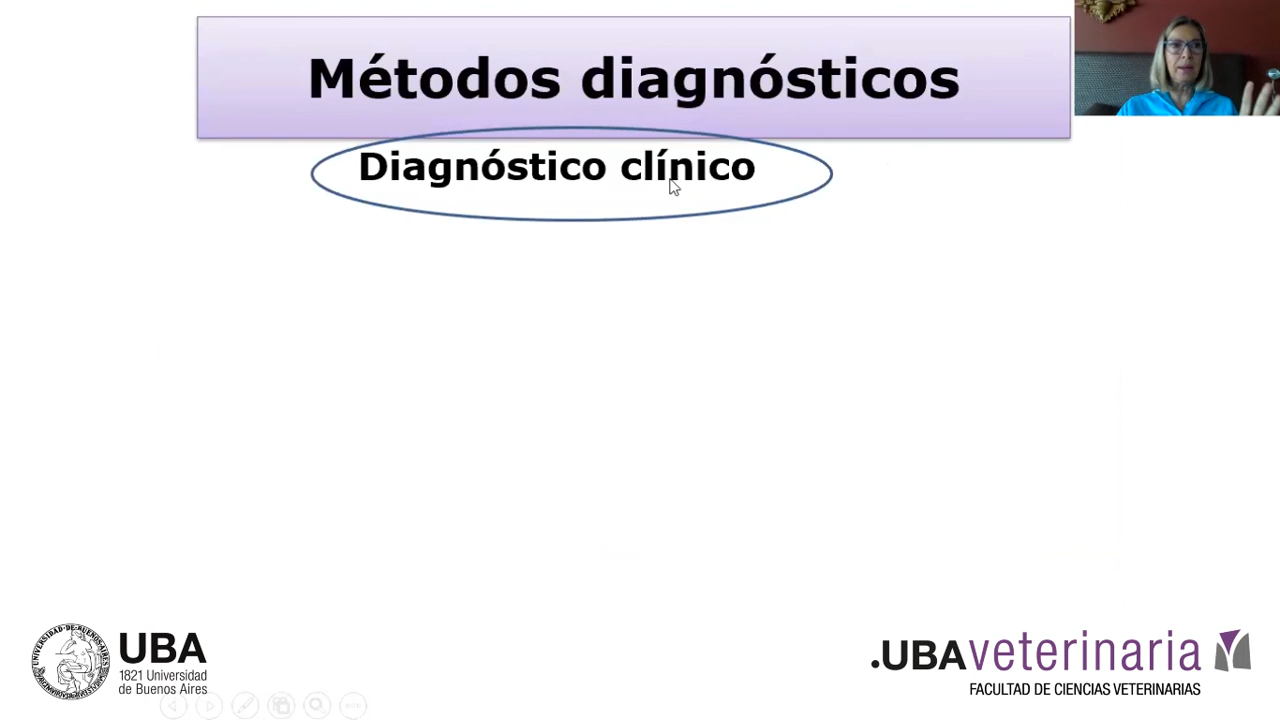 Métodos diagnósticos
Diagnóstico clínico
UBA
1821 Universidad
de Buenos Aires
.UBAveterinaria
FACULTAD DE CIENCIAS VETERINARIAS